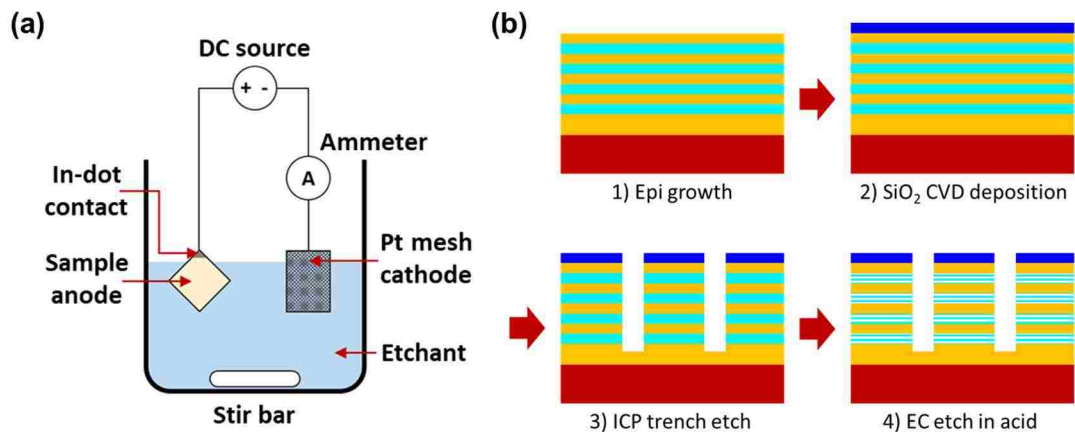 (a)
DC source
+ -
Ammeter
A
In-dot
contact
Sample
anode
Pt mesh
cathode
Etchant
Stir bar
(b)
1) Epi growth
2) SiO₂ CVD deposition
3) ICP trench etch
4) EC etch in acid